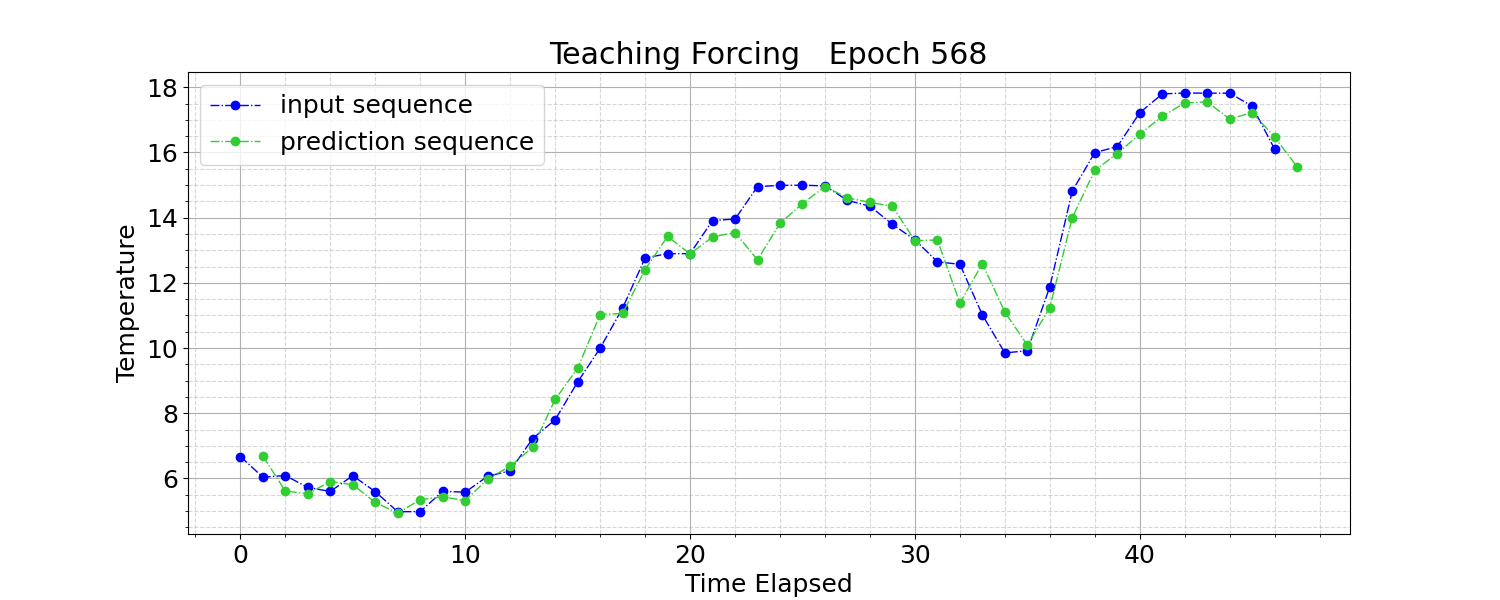 Teaching Forcing   Epoch 568
input sequence
prediction sequence
Temperature
18
16
14
12
10
8
6
0 10 20 30 40
Time Elapsed